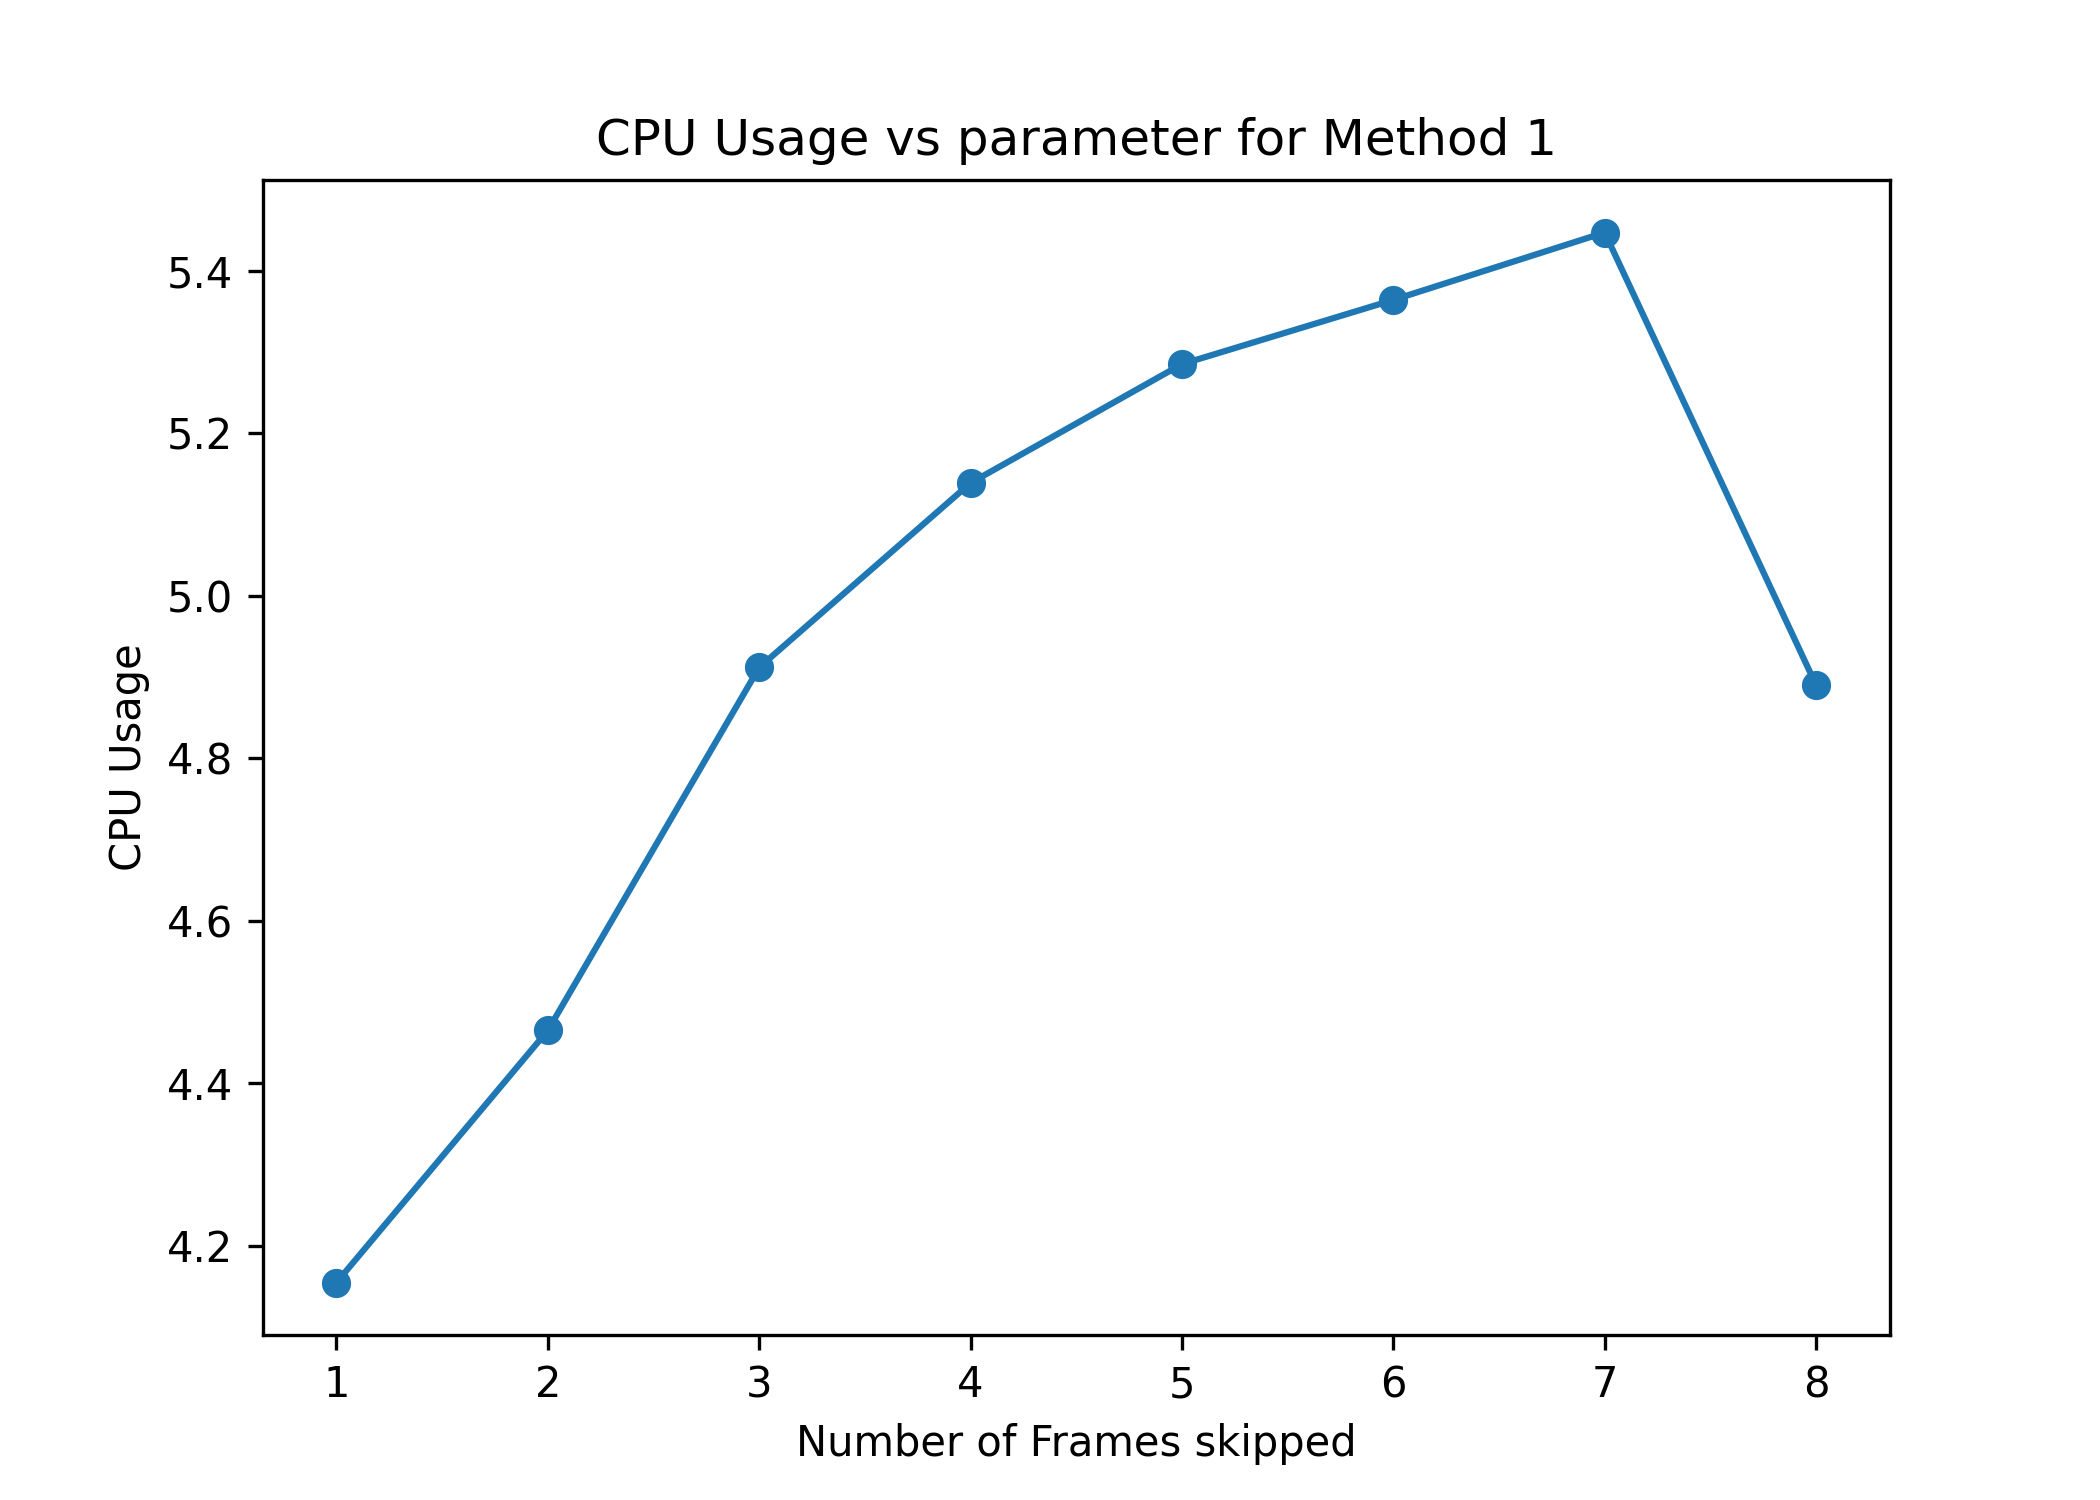 CPU Usage vs parameter for Method 1
5.4
5.2
5.0
4.8
4.6
4.4
4.2
CPU Usage
1 2 3 4 5 6 7 8
Number of Frames skipped